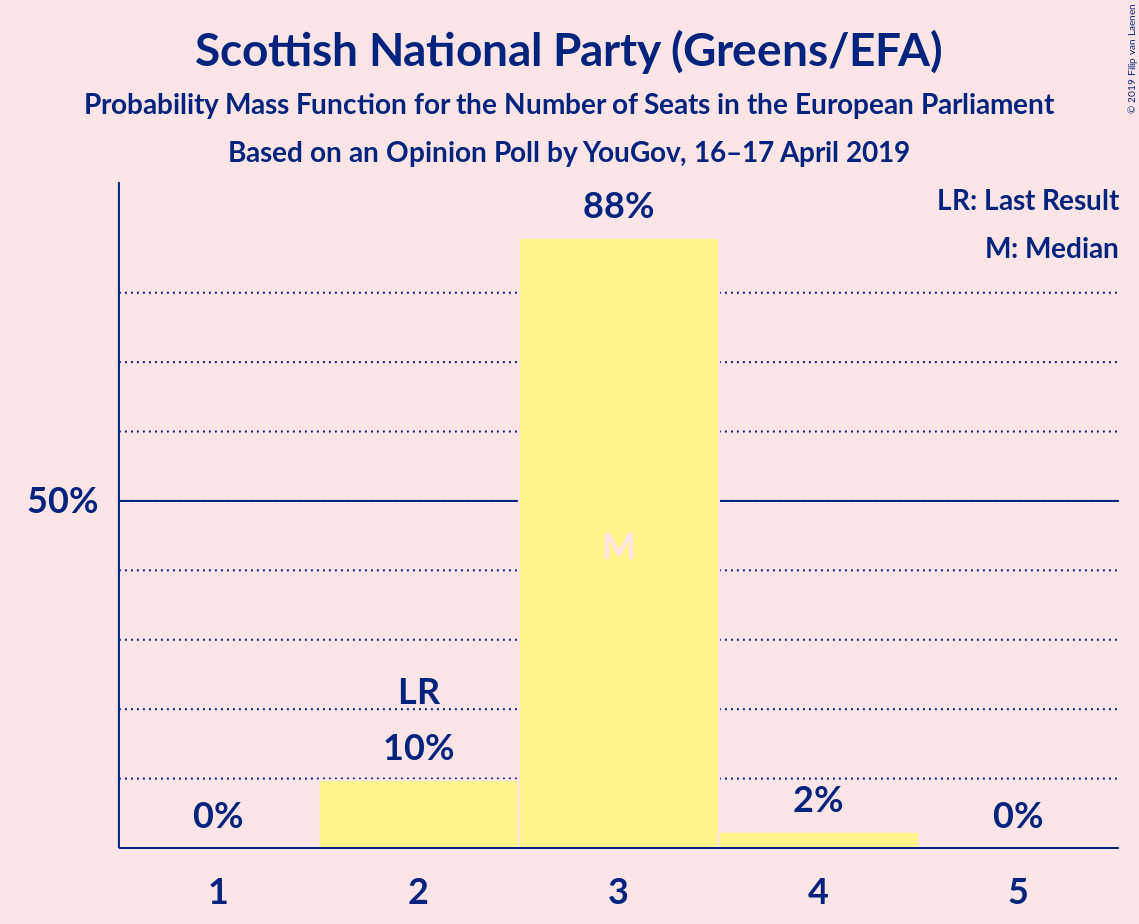 Scottish National Party (Greens/EFA)
Probability Mass Function for the Number of Seats in the European Parliament
Based on an Opinion Poll by YouGov, 16–17 April 2019
© 2019 Filip van Laenen
LR: Last Result
M: Median
88%
50%
M
LR
10%
0%
2%
0%
1 2 3 4 5